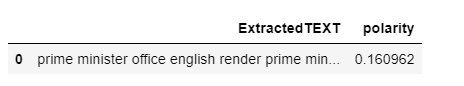 ExtractedTEXT polarity
0 prime minister office english render prime min... 0.160962